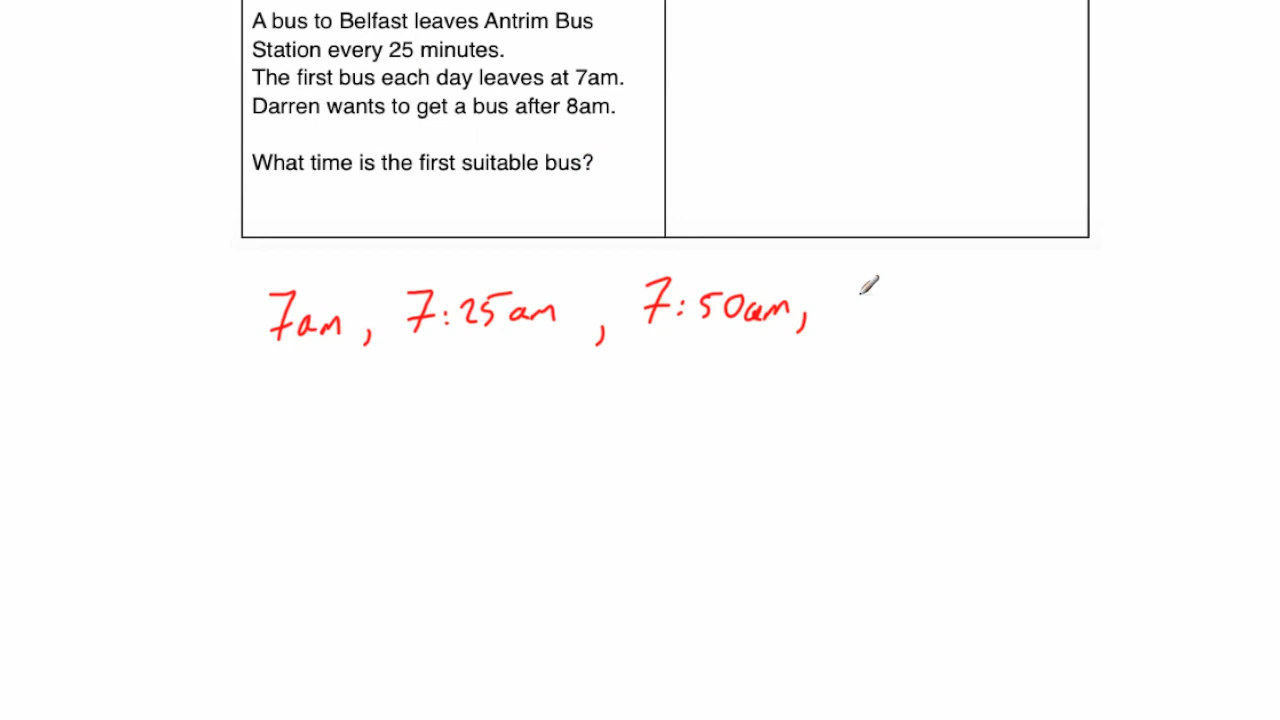 A bus to Belfast leaves Antrim Bus
Station every 25 minutes.
The first bus each day leaves at 7am.
Darren wants to get a bus after 8am.
What time is the first suitable bus?
7am, 7:25am, 7:50am,